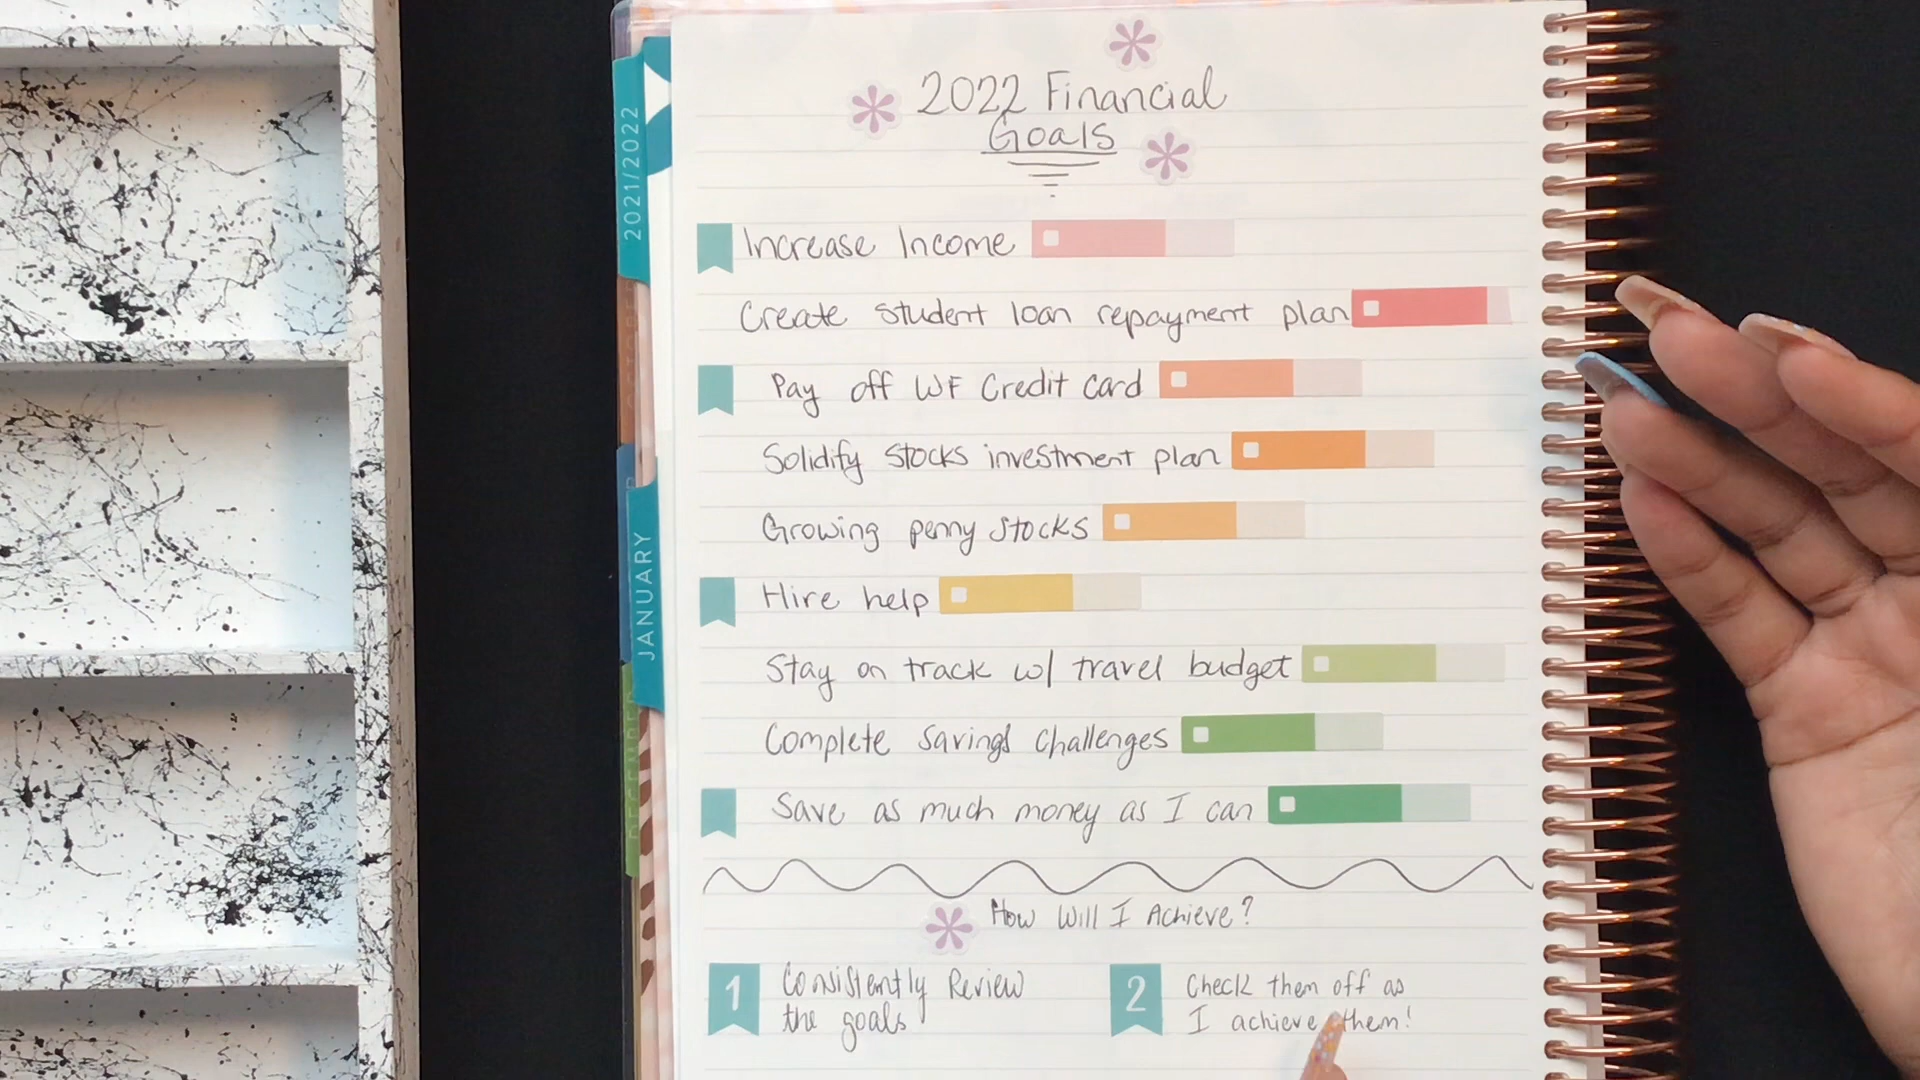 2022 Financial
Goals
2021/2022
Increase Income
Create student loan repayment plan
Pay off WF Credit Card
Solidify stocks investment plan
Growing penny stocks
JANUARY
Hire help
Stay on track w/ travel budget
Complete savings challenges
DECEMBER
Save as much money as I can
How Will I Achieve?
1 Consistently Review
the goals
2 Check them off as
I achieve them!